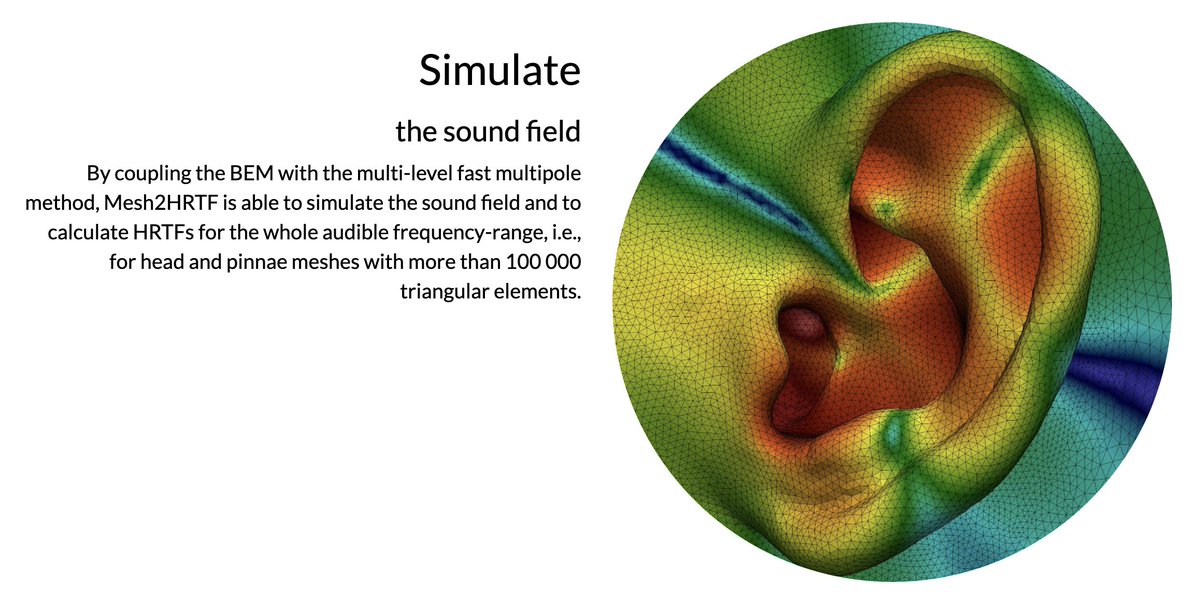 Simulate
the sound field
By coupling the BEM with the multi-level fast multipole
method, Mesh2HRTF is able to simulate the sound field and to
calculate HRTFs for the whole audible frequency-range, i.e.,
for head and pinnae meshes with more than 100 000
triangular elements.